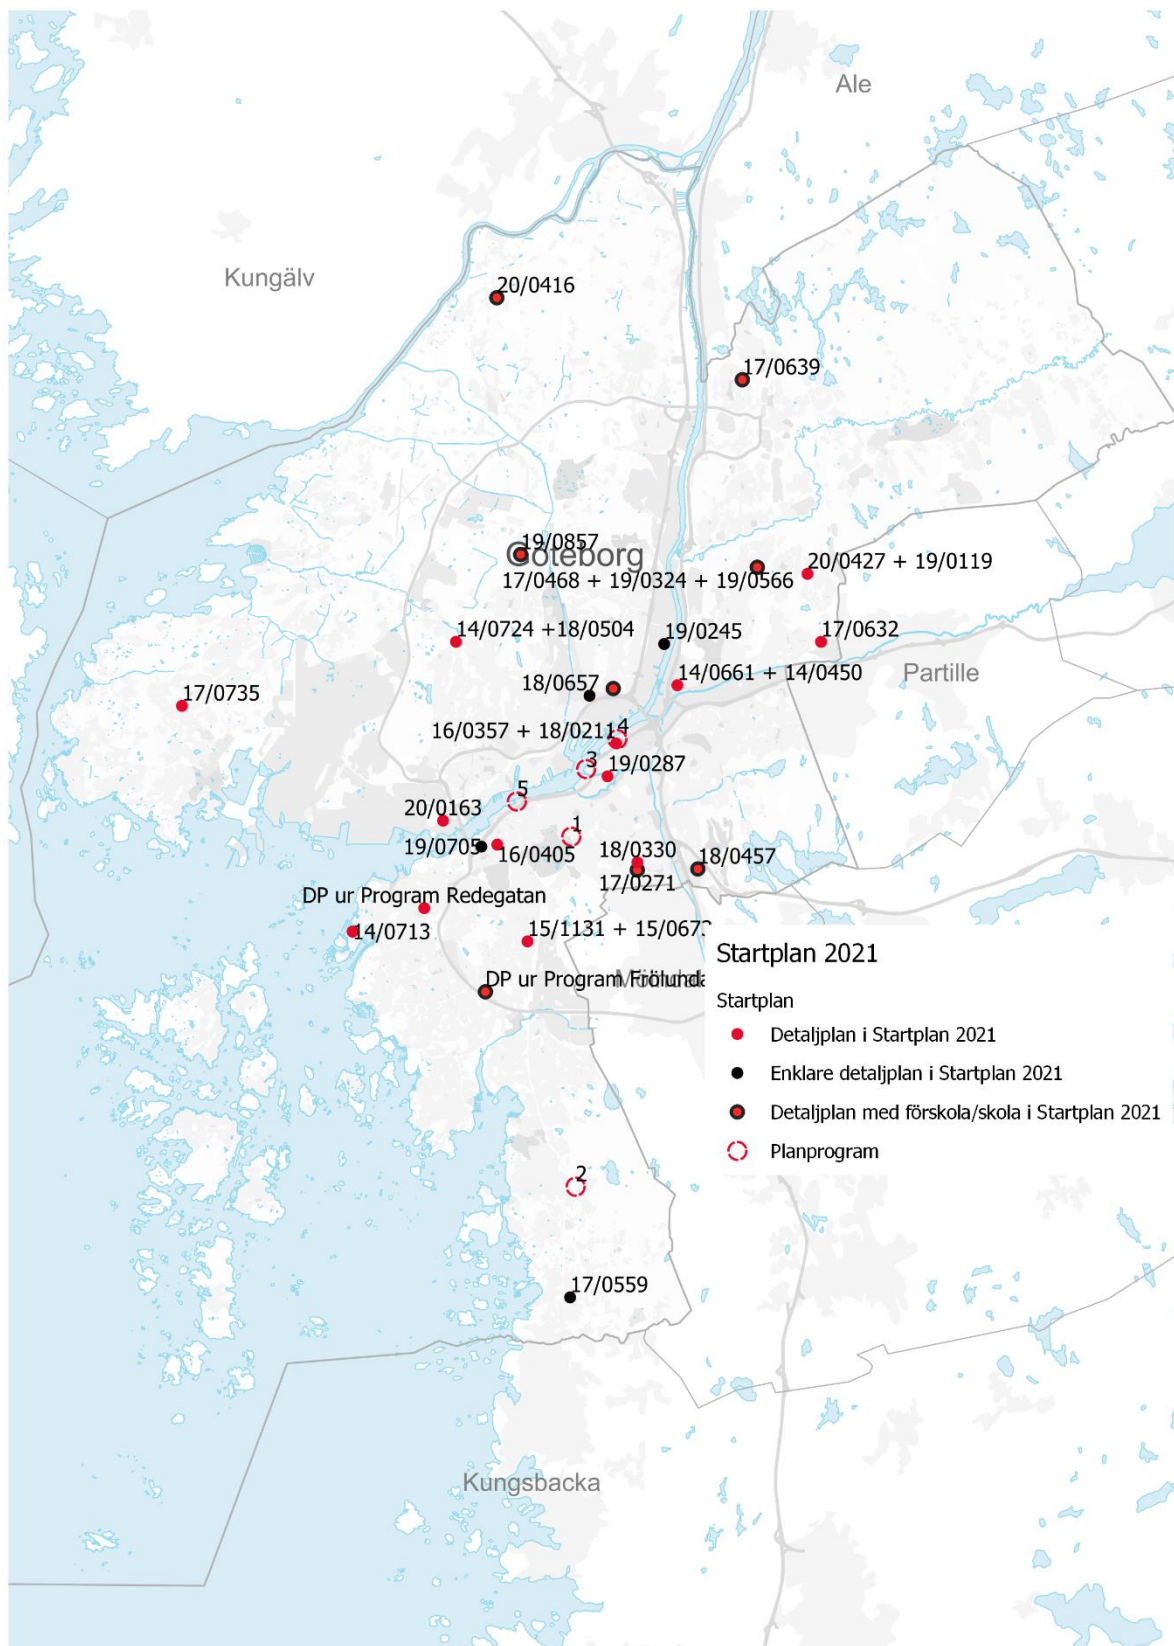 Ale
Kungälv
20/0416
17/0639
19/0857
Göteborg
17/0468 + 19/0324 + 19/0566
20/0427 + 19/0119
14/0724 +18/0504
19/0245
17/0632
Partille
18/0657
14/0661 + 14/0450
17/0735
16/0357 + 18/0211
4
3
19/0287
5
20/0163
1
19/0705
16/0405
18/0330
18/0457
17/0271
DP ur Program Redegatan
14/0713
15/1131 + 15/0673
DP ur Program Frölunda
Startplan 2021
Startplan
Detaljplan i Startplan 2021
Enklare detaljplan i Startplan 2021
Detaljplan med förskola/skola i Startplan 2021
Planprogram
2
17/0559
Kungsbacka